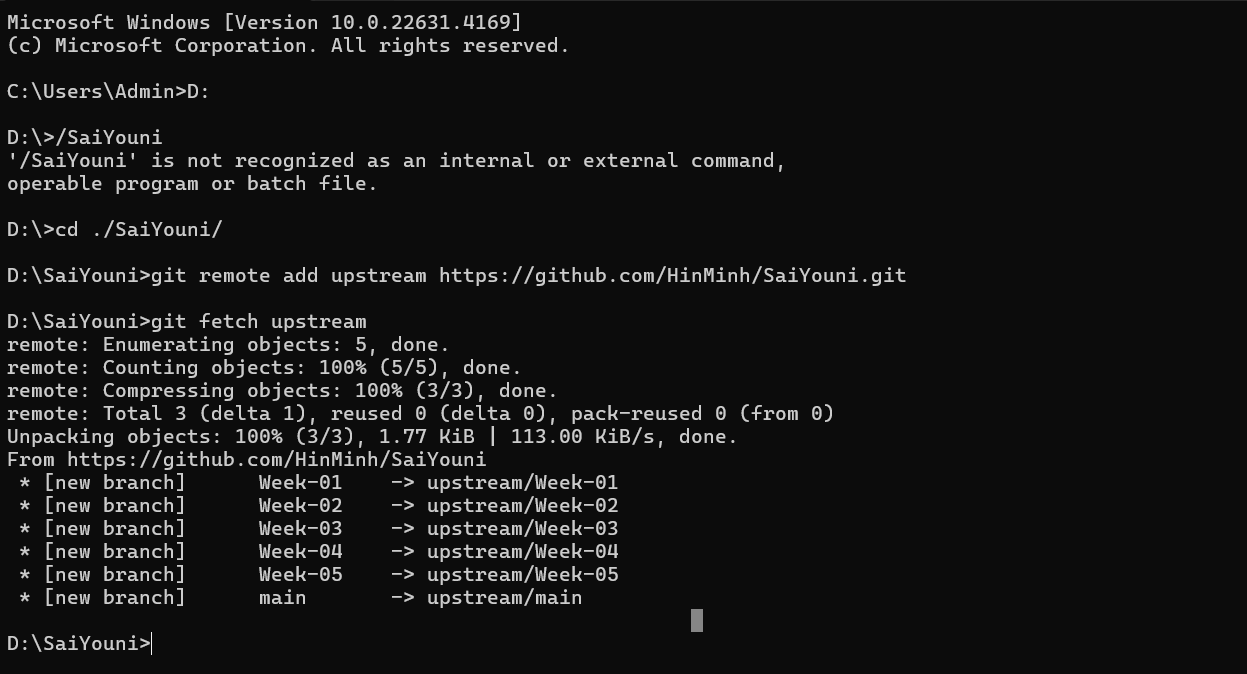 Microsoft Windows [Version 10.0.22631.4169]
(c) Microsoft Corporation. All rights reserved.
C:\Users\Admin>D:
D:\>/SaiYouni
'/SaiYouni' is not recognized as an internal or external command,
operable program or batch file.
D:\>cd ./SaiYouni/
D:\SaiYouni>git remote add upstream https://github.com/HinMinh/SaiYouni.git
D:\SaiYouni>git fetch upstream
remote: Enumerating objects: 5, done.
remote: Counting objects: 100% (5/5), done.
remote: Compressing objects: 100% (3/3), done.
remote: Total 3 (delta 1), reused 0 (delta 0), pack-reused 0 (from 0)
Unpacking objects: 100% (3/3), 1.77 KiB | 113.00 KiB/s, done.
From https://github.com/HinMinh/SaiYouni
 * [new branch]      Week-01    -> upstream/Week-01
 * [new branch]      Week-02    -> upstream/Week-02
 * [new branch]      Week-03    -> upstream/Week-03
 * [new branch]      Week-04    -> upstream/Week-04
 * [new branch]      Week-05    -> upstream/Week-05
 * [new branch]      main       -> upstream/main
D:\SaiYouni>